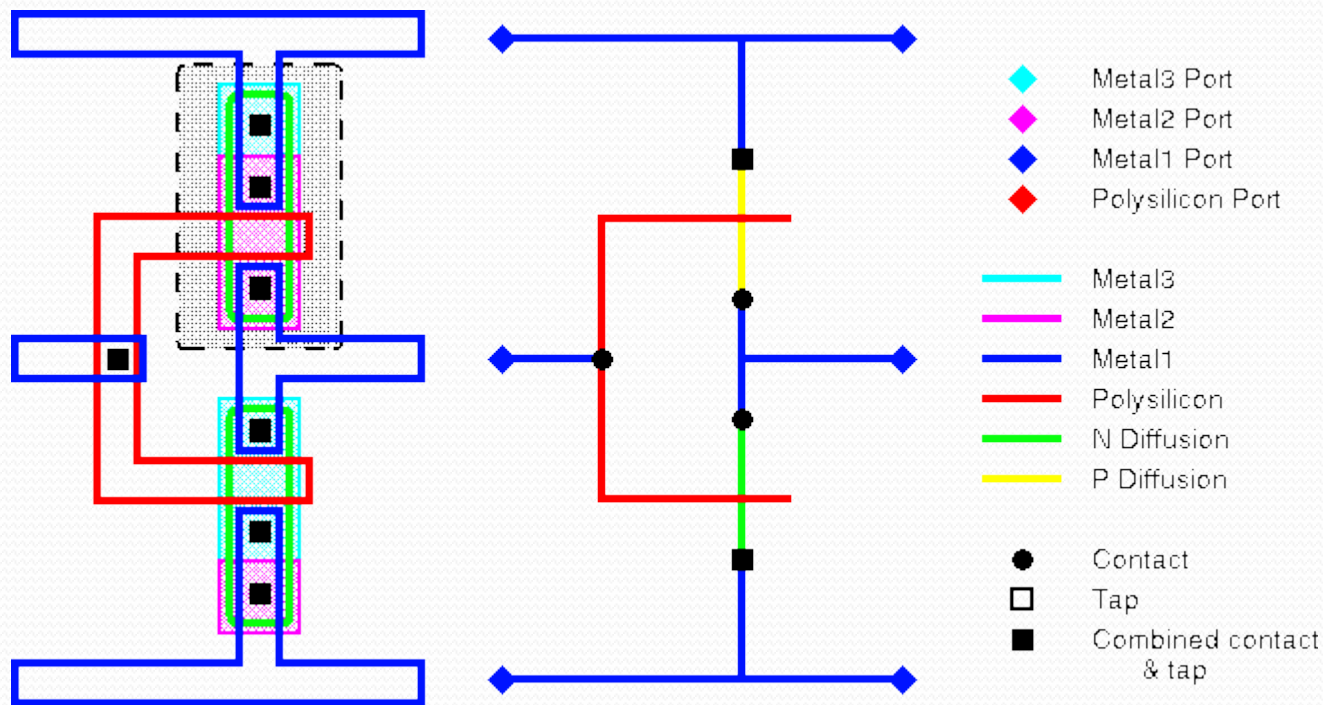 Metal3 Port
Metal2 Port
Metal1 Port
Polysilicon Port
Metal3
Metal2
Metal1
Polysilicon
N Diffusion
P Diffusion
Contact
Tap
Combined contact
& tap